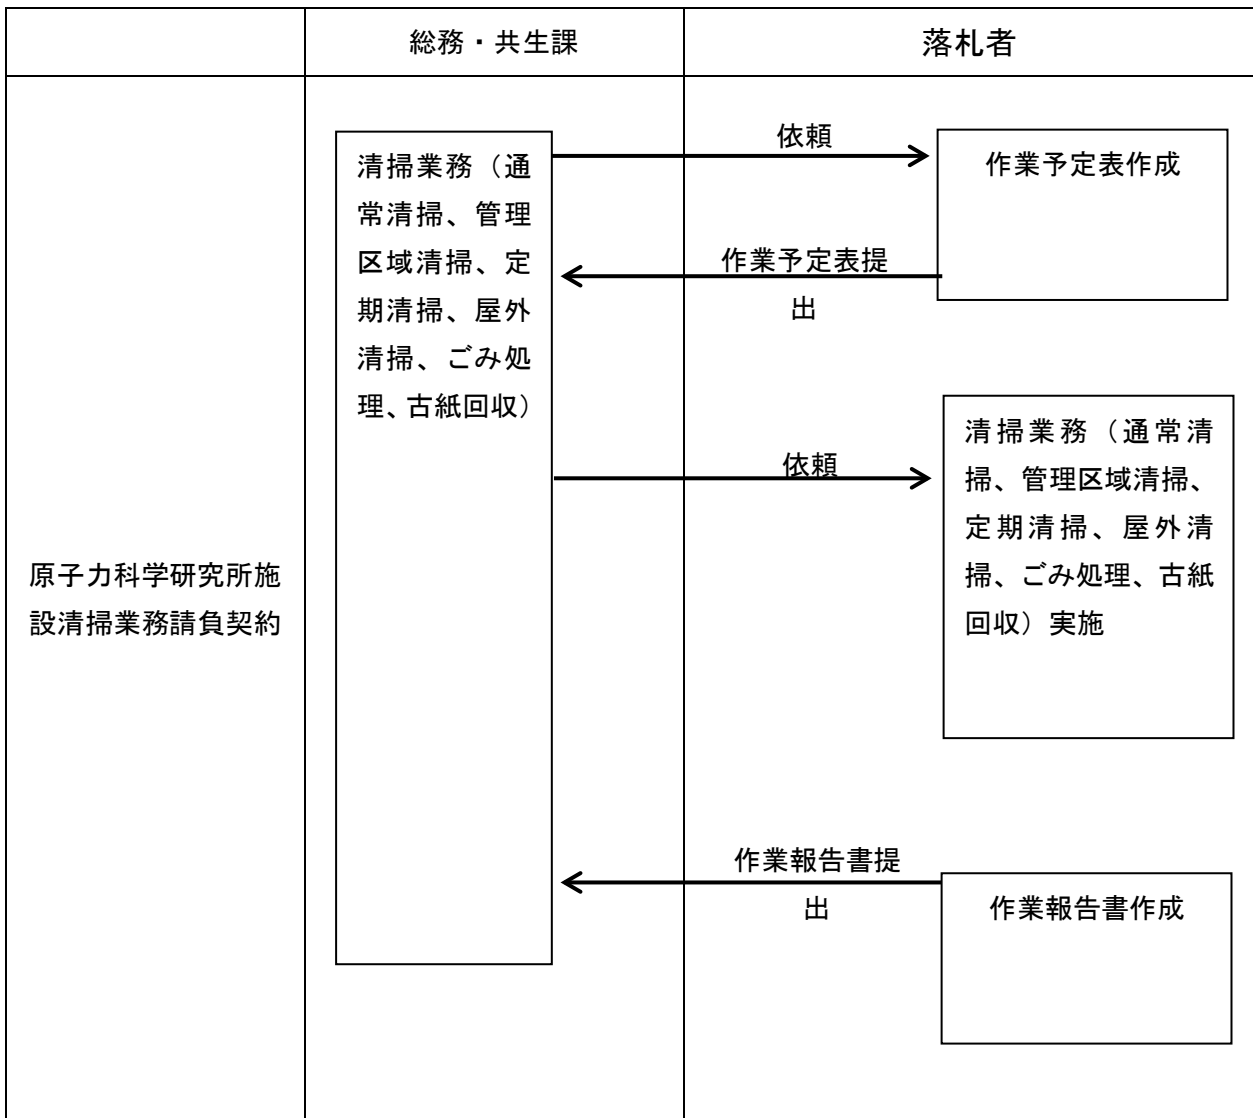 総務・共生課
落札者
原子力科学研究所施
設清掃業務請負契約
清掃業務（通
常清掃、管理
区域清掃、定
期清掃、屋外
清掃、ごみ処
理、古紙回収）
依頼
作業予定表作成
作業予定表提
出
依頼
清掃業務（通常清
掃、管理区域清掃、
定期清掃、屋外清
掃、ごみ処理、古紙
回収）実施
作業報告書提
出
作業報告書作成